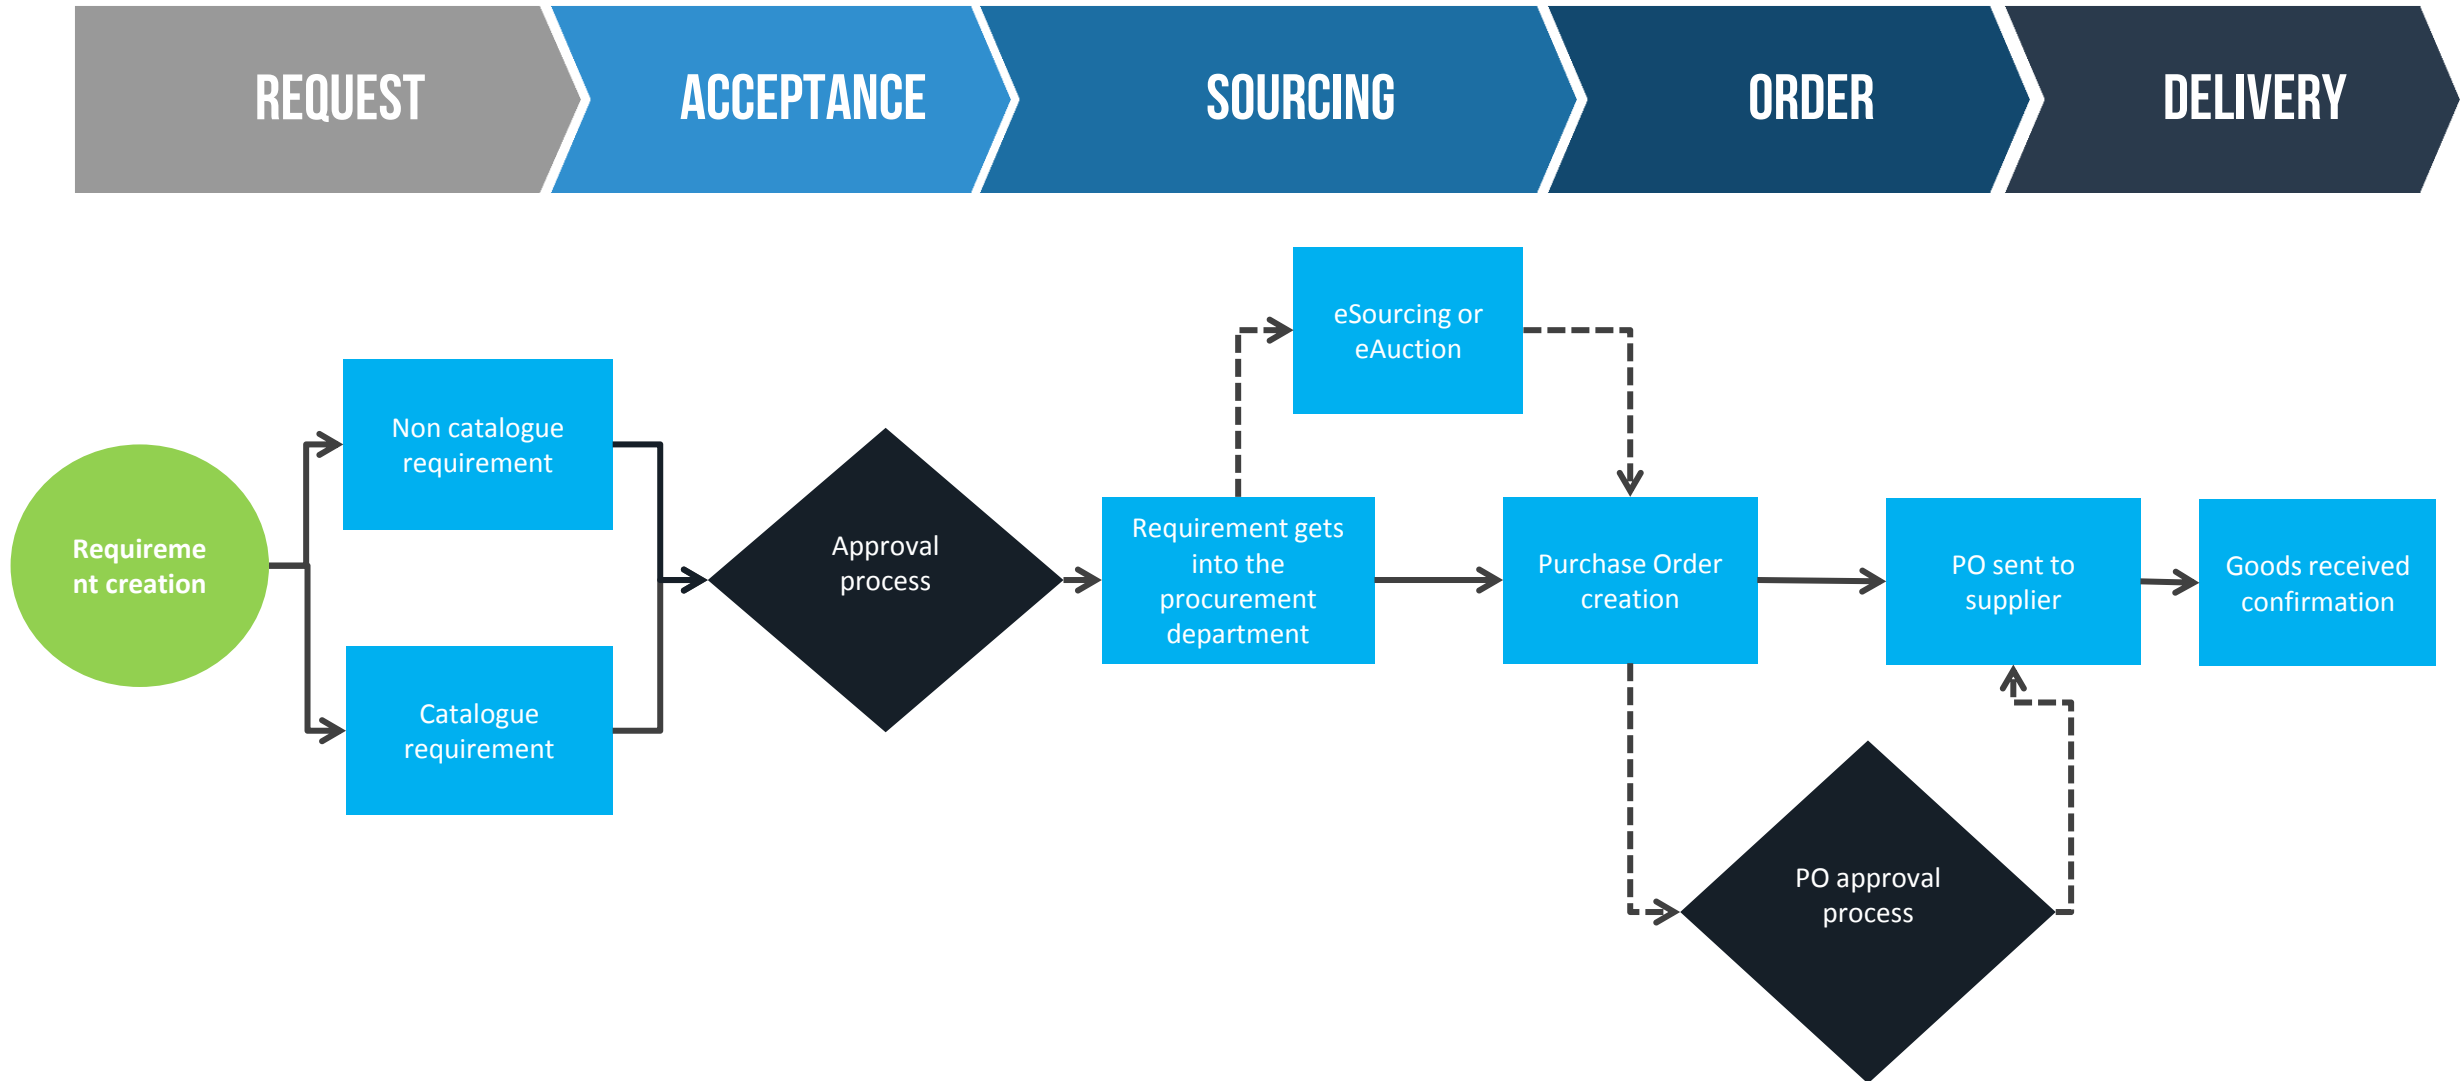 REQUEST
ACCEPTANCE
SOURCING
ORDER
DELIVERY
Requireme
nt creation
Non catalogue
requirement
Catalogue
requirement
Approval
process
Requirement gets
into the
procurement
department
eSourcing or
eAuction
Purchase Order
creation
PO approval
process
PO sent to
supplier
Goods received
confirmation